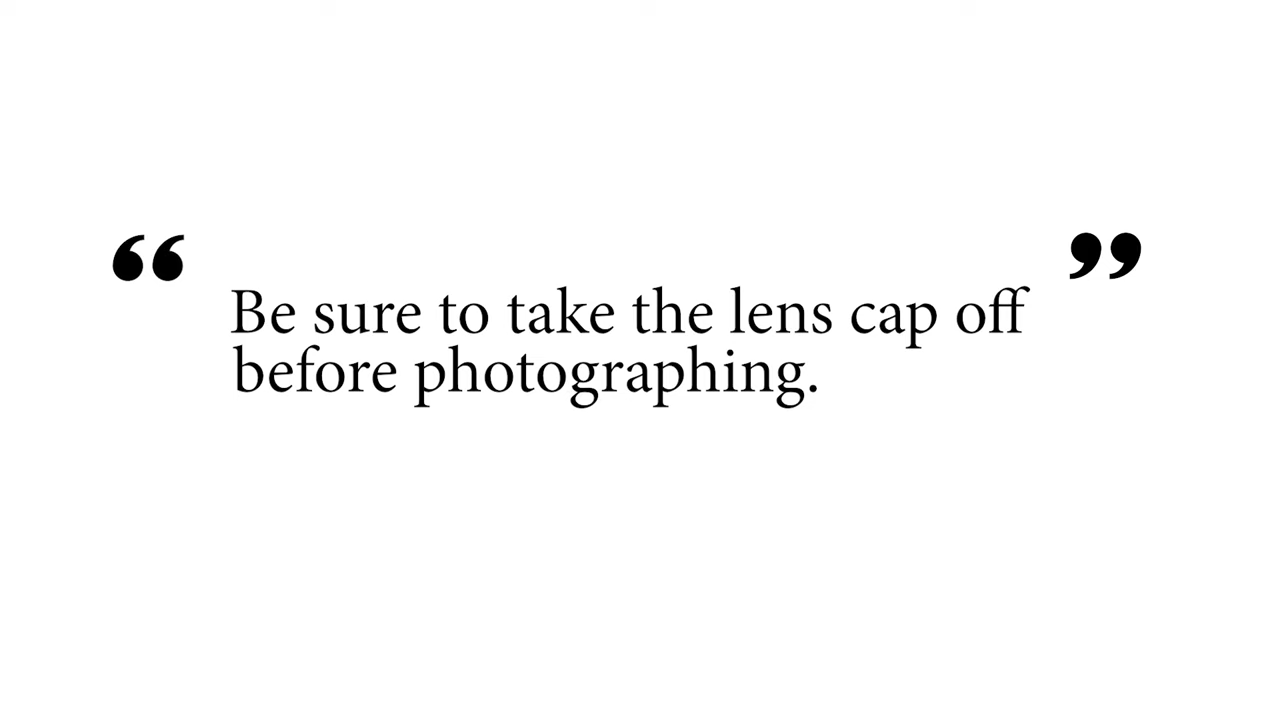 “ Be sure to take the lens cap off ”
before photographing.